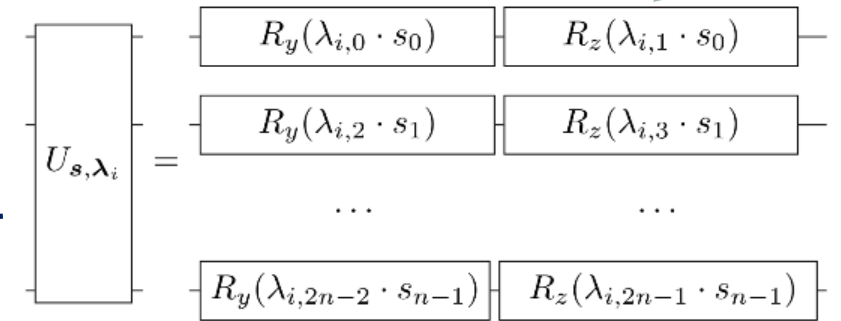 R_y(λ_{i,0} · s_0) R_z(λ_{i,1} · s_0)
R_y(λ_{i,2} · s_1) R_z(λ_{i,3} · s_1)
U_{s,λ_i} =
... ...
R_y(λ_{i,2n−2} · s_{n−1}) R_z(λ_{i,2n−1} · s_{n−1})